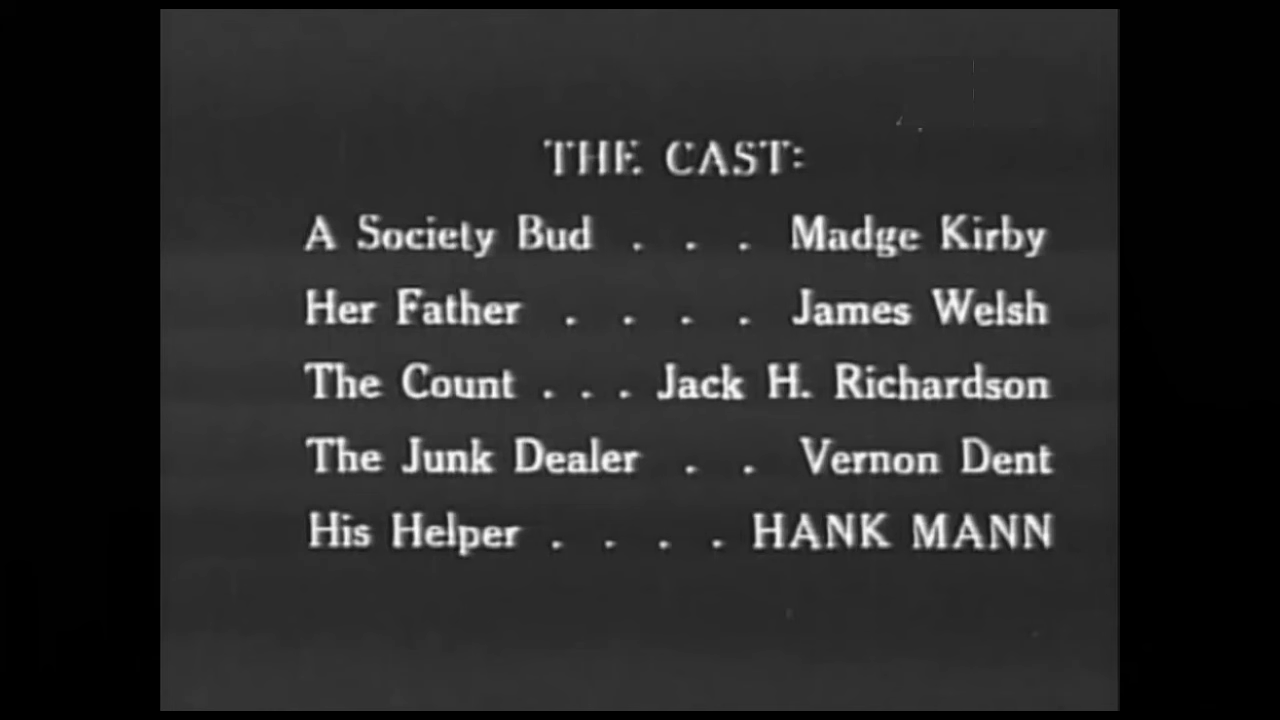 THE CAST:
A Society Bud . . . Madge Kirby
Her Father . . . . James Welsh
The Count . . . Jack H. Richardson
The Junk Dealer . . Vernon Dent
His Helper . . . . HANK MANN